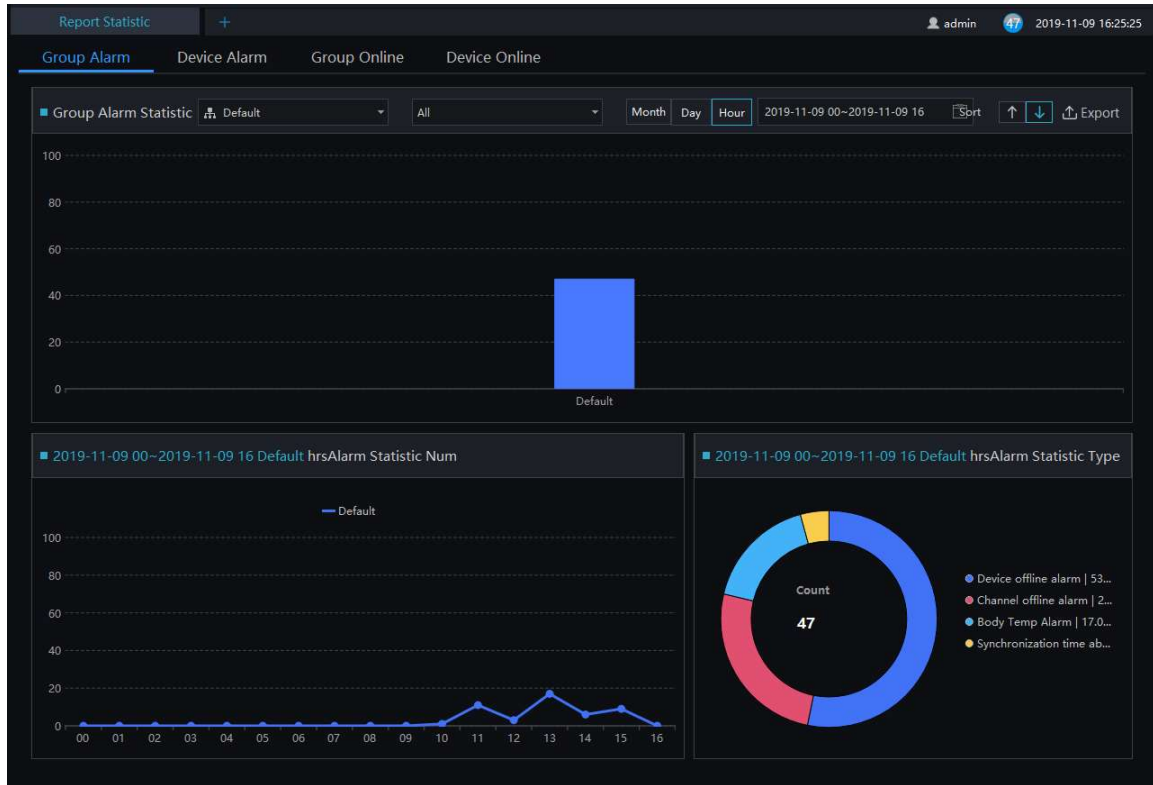 Report Statistic + admin 47 2019-11-09 16:25:25
Group Alarm Device Alarm Group Online Device Online
Group Alarm Statistic Default All Month Day Hour 2019-11-09 00~2019-11-09 16 Sort ↑ ↓ Export
100
80
60
40
20
0
Default
2019-11-09 00~2019-11-09 16 Default hrsAlarm Statistic Num
Default
100
80
60
40
20
0
00 01 02 03 04 05 06 07 08 09 10 11 12 13 14 15 16
2019-11-09 00~2019-11-09 16 Default hrsAlarm Statistic Type
Count
47
Device offline alarm | 53...
Channel offline alarm | 2...
Body Temp Alarm | 17.0...
Synchronization time ab...